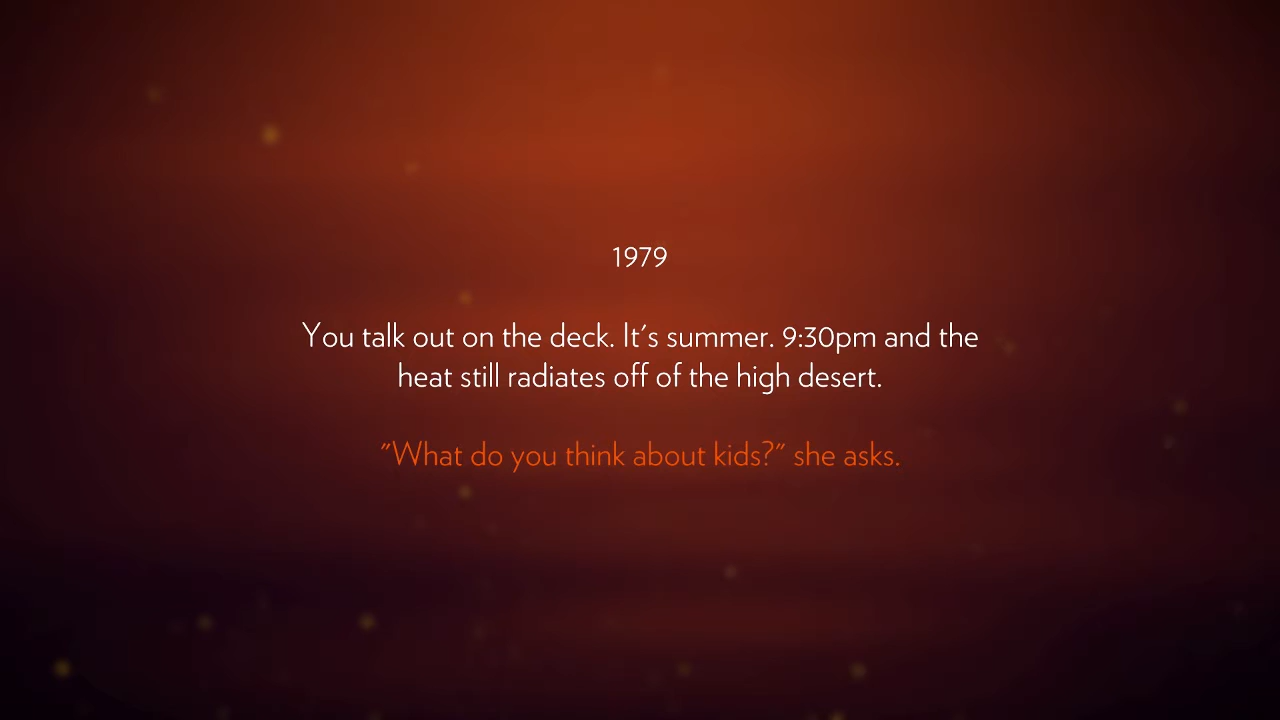 1979
You talk out on the deck. It's summer. 9:30pm and the
heat still radiates off of the high desert.
"What do you think about kids?" she asks.